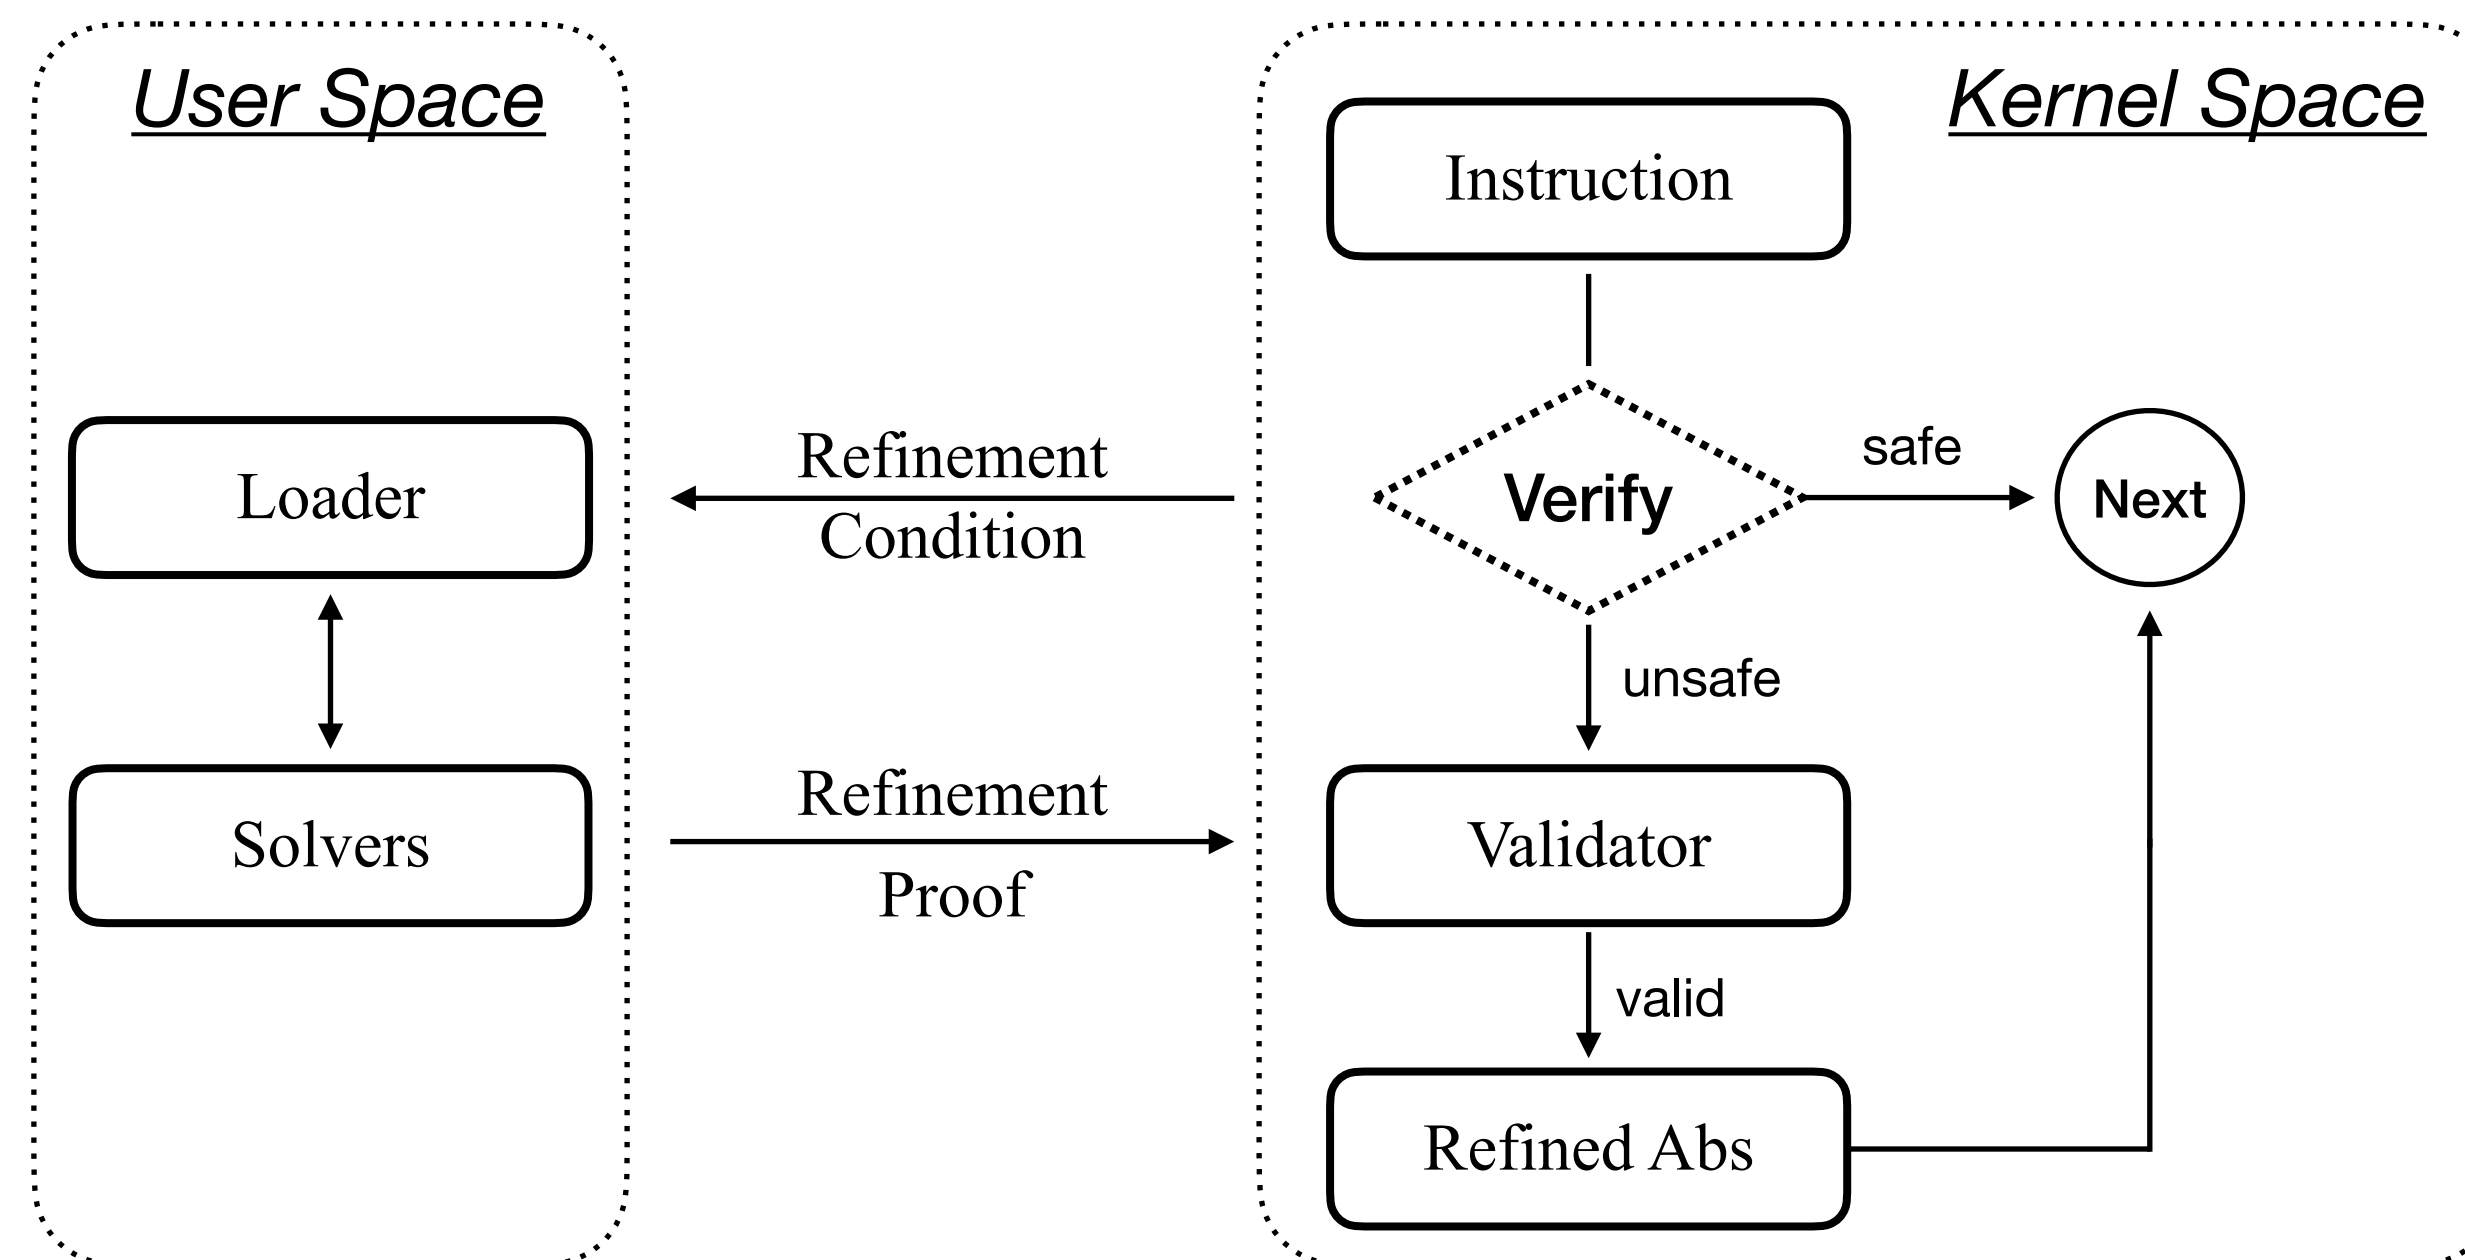 User Space
Kernel Space
Instruction
Loader
Refinement
Condition
Verify
safe
Next
unsafe
Solvers
Refinement
Proof
Validator
valid
Refined Abs